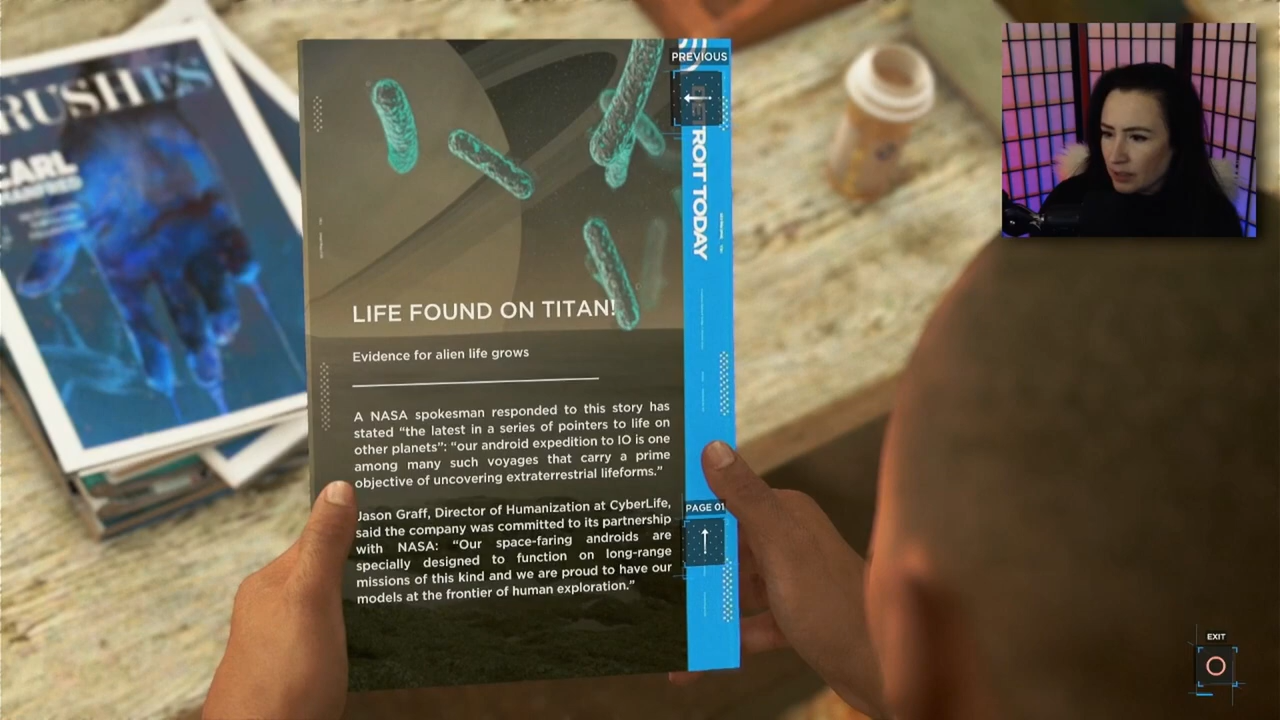 RUSHES
CARL
MANFRED
PREVIOUS
DETROIT TODAY
LIFE FOUND ON TITAN!
Evidence for alien life grows
A NASA spokesman responded to this story has
stated “the latest in a series of pointers to life on
other planets”: “our android expedition to IO is one
among many such voyages that carry a prime
objective of uncovering extraterrestrial lifeforms.”
Jason Graff, Director of Humanization at CyberLife,
said the company was committed to its partnership
with NASA: “Our space-faring androids are
specially designed to function on long-range
missions of this kind and we are proud to have our
models at the frontier of human exploration.”
PAGE 01
EXIT